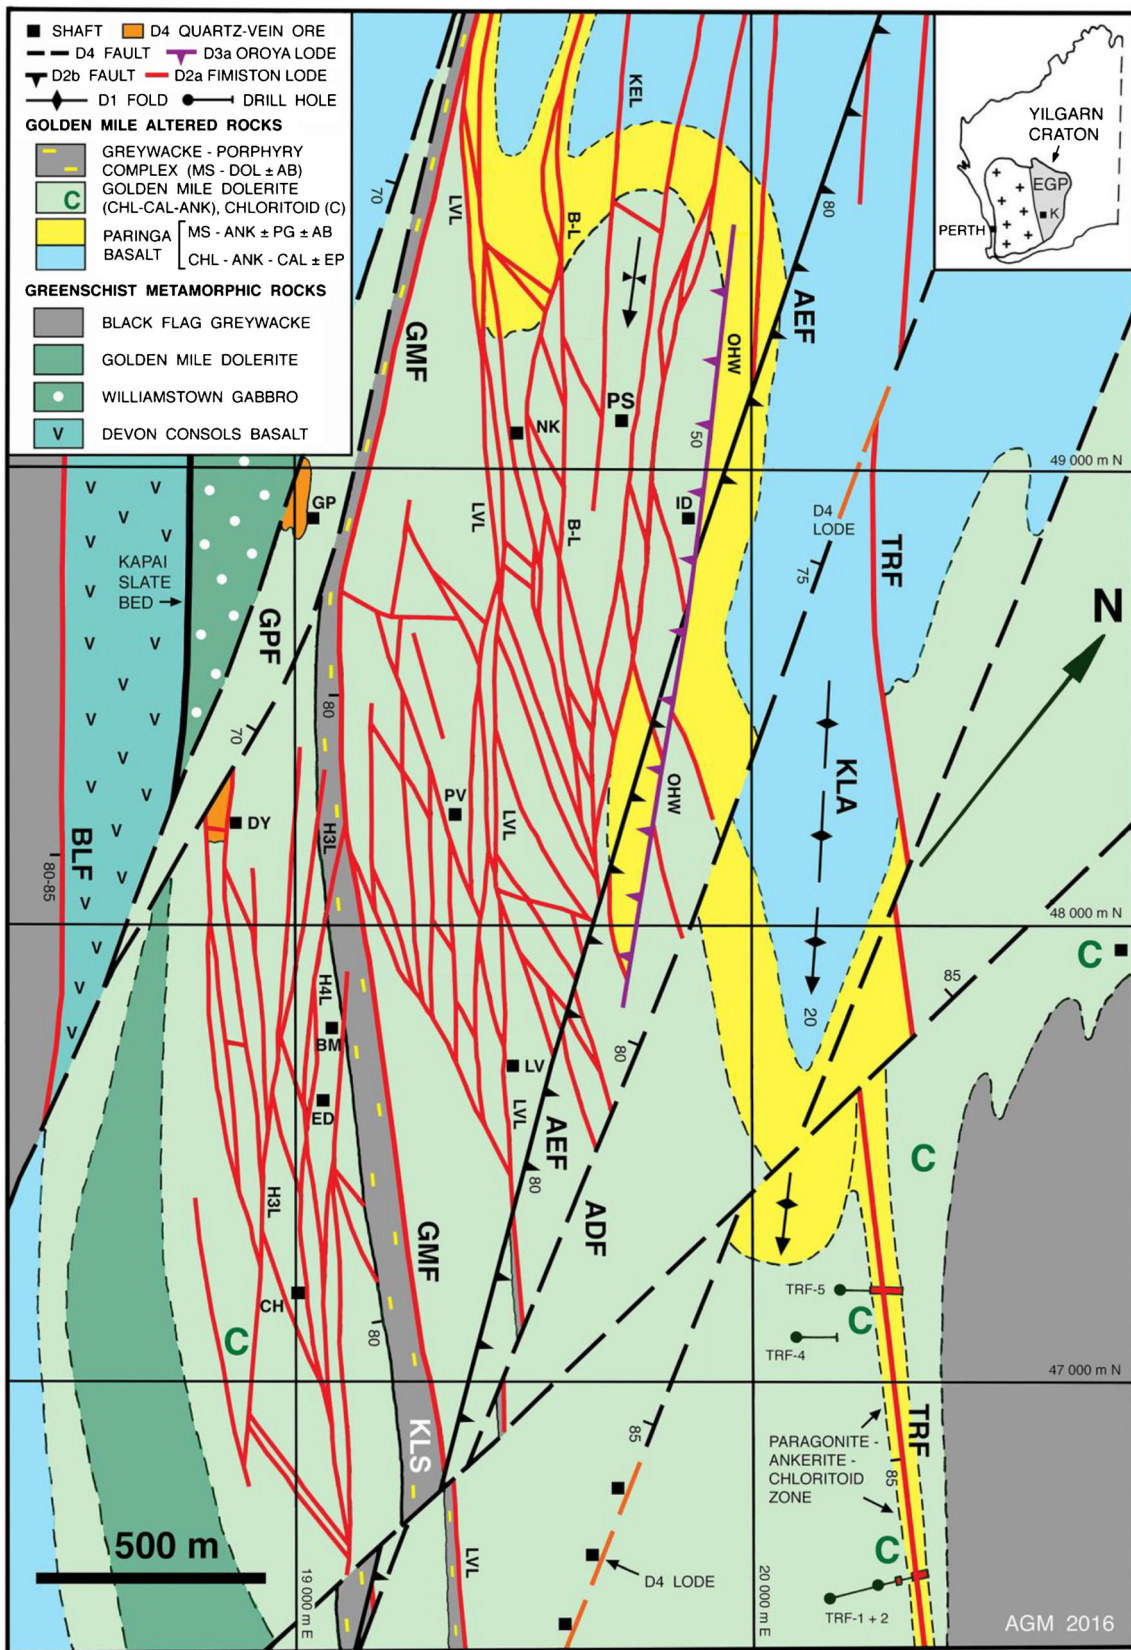 SHAFT
D4 QUARTZ-VEIN ORE
D4 FAULT
D3a OROYA LODE
D2b FAULT
D2a FIMISTON LODE
D1 FOLD
DRILL HOLE
GOLDEN MILE ALTERED ROCKS
GREYWACKE - PORPHYRY
COMPLEX (MS - DOL ± AB)
C
GOLDEN MILE DOLERITE
(CHL-CAL-ANK), CHLORITOID (C)
PARINGA
BASALT
MS - ANK ± PG ± AB
CHL - ANK - CAL ± EP
GREENSCHIST METAMORPHIC ROCKS
BLACK FLAG GREYWACKE
GOLDEN MILE DOLERITE
WILLIAMSTOWN GABBRO
V
DEVON CONSOLS BASALT
YILGARN
CRATON
EGP
K
PERTH
KEL
70
LVL
B-L
80
AEF
GMF
OHW
PS
NK
50
49 000 m N
GP
LVL
B-L
ID
D4
LODE
TRF
KAPAI
SLATE
BED
75
N
GPF
80
70
KLA
OHW
PV
LVL
DY
H3L
BLF
80-85
48 000 m N
C
85
H4L
BM
20
80
LV
ED
LVL
AEF
C
80
H3L
ADF
GMF
TRF-5
CH
C
C
80
TRF-4
47 000 m N
KLS
TRF
85
PARAGONITE -
ANKERITE -
CHLORITOID
ZONE
85
500 m
C
LVL
D4 LODE
19 000 m E
20 000 m E
TRF-1 + 2
AGM 2016